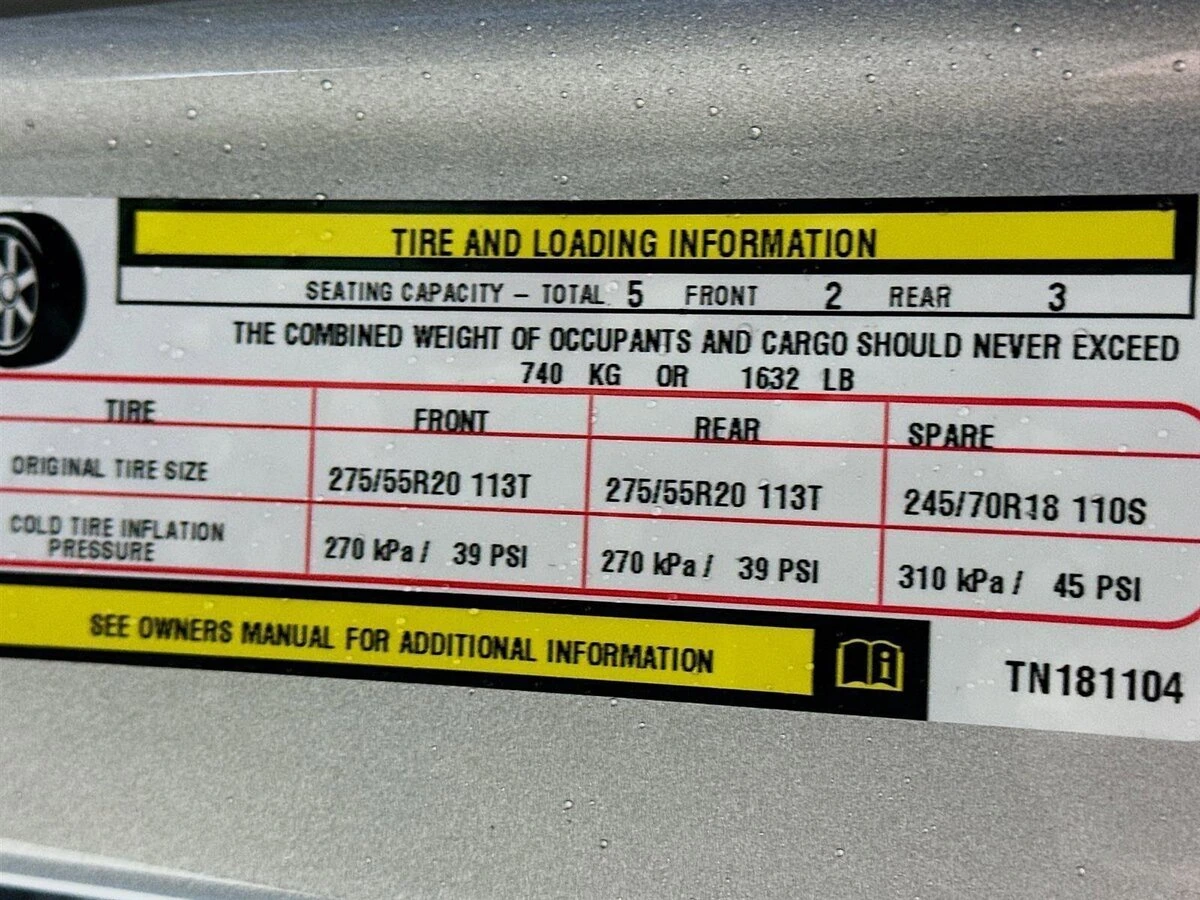 TIRE AND LOADING INFORMATION
SEATING CAPACITY – TOTAL 5 FRONT 2 REAR 3
THE COMBINED WEIGHT OF OCCUPANTS AND CARGO SHOULD NEVER EXCEED
740 KG OR 1632 LB
TIRE FRONT REAR SPARE
ORIGINAL TIRE SIZE 275/55R20 113T 275/55R20 113T 245/70R18 110S
COLD TIRE INFLATION
PRESSURE 270 kPa / 39 PSI 270 kPa / 39 PSI 310 kPa / 45 PSI
SEE OWNERS MANUAL FOR ADDITIONAL INFORMATION
TN181104